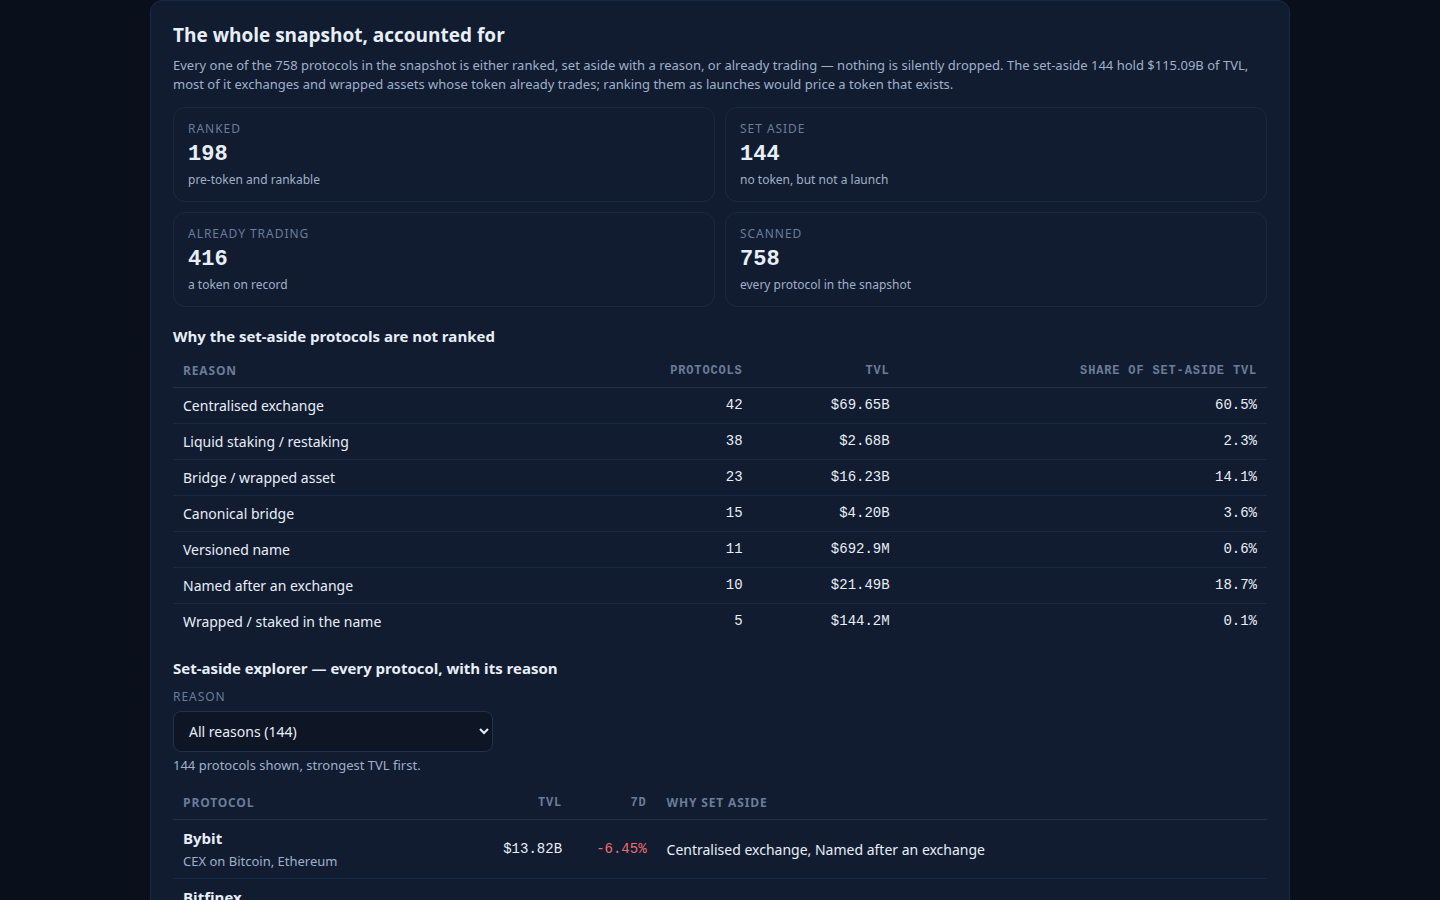 The whole snapshot, accounted for
Every one of the 758 protocols in the snapshot is either ranked, set aside with a reason, or already trading — nothing is silently dropped. The set-aside 144 hold $115.09B of TVL,
most of it exchanges and wrapped assets whose token already trades; ranking them as launches would price a token that exists.
RANKED
198
pre-token and rankable
SET ASIDE
144
no token, but not a launch
ALREADY TRADING
416
a token on record
SCANNED
758
every protocol in the snapshot
Why the set-aside protocols are not ranked
REASON PROTOCOLS TVL SHARE OF SET-ASIDE TVL
Centralised exchange 42 $69.65B 60.5%
Liquid staking / restaking 38 $2.68B 2.3%
Bridge / wrapped asset 23 $16.23B 14.1%
Canonical bridge 15 $4.20B 3.6%
Versioned name 11 $692.9M 0.6%
Named after an exchange 10 $21.49B 18.7%
Wrapped / staked in the name 5 $144.2M 0.1%
Set-aside explorer — every protocol, with its reason
REASON
All reasons (144)
144 protocols shown, strongest TVL first.
PROTOCOL TVL 7D WHY SET ASIDE
Bybit $13.82B -6.45% Centralised exchange, Named after an exchange
CEX on Bitcoin, Ethereum
Bitfinex